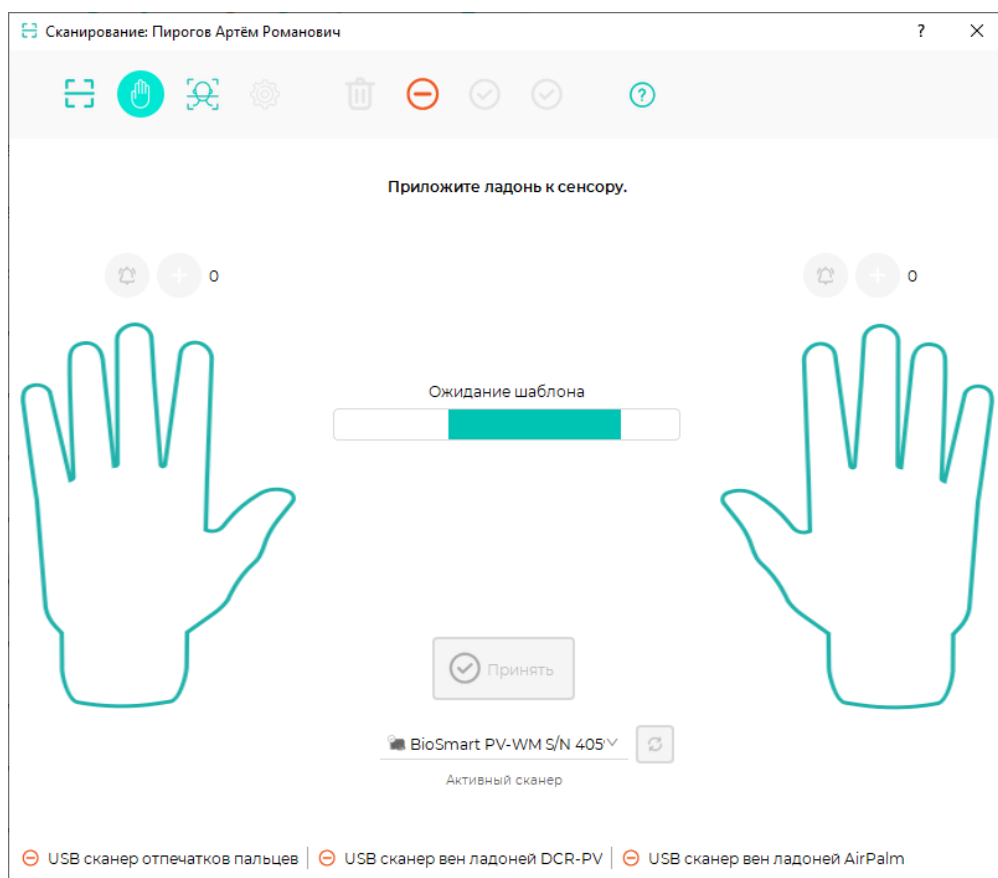 Сканирование: Пирогов Артём Романович
?
?
Приложите ладонь к сенсору.
0
0
Ожидание шаблона
Принять
BioSmart PV-WM S/N 405
Активный сканер
USB сканер отпечатков пальцев USB сканер вен ладоней DCR-PV USB сканер вен ладоней AirPalm